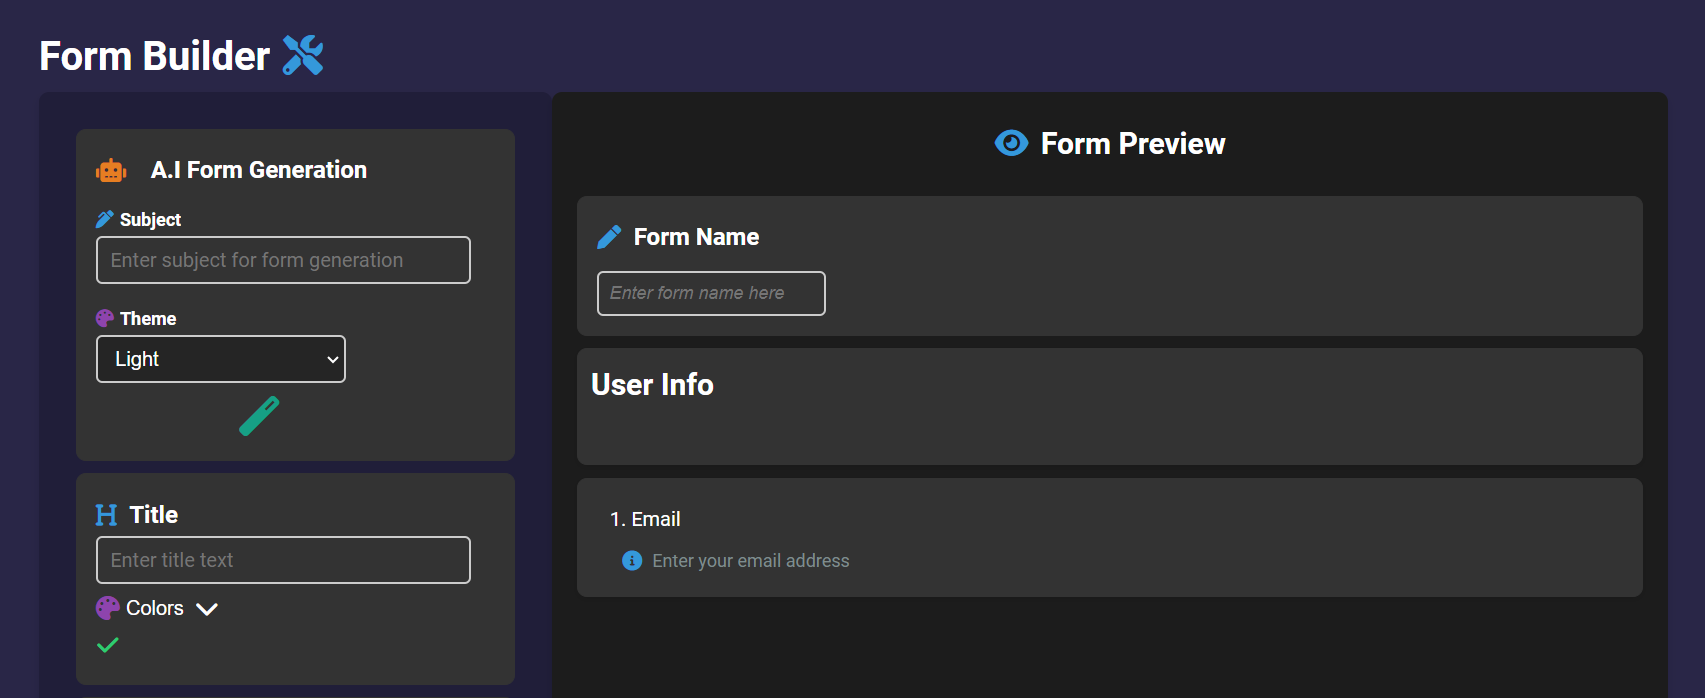 Form Builder
A.I Form Generation
Subject
Enter subject for form generation
Theme
Light
Title
Enter title text
Colors
Form Preview
Form Name
Enter form name here
User Info
1. Email
Enter your email address